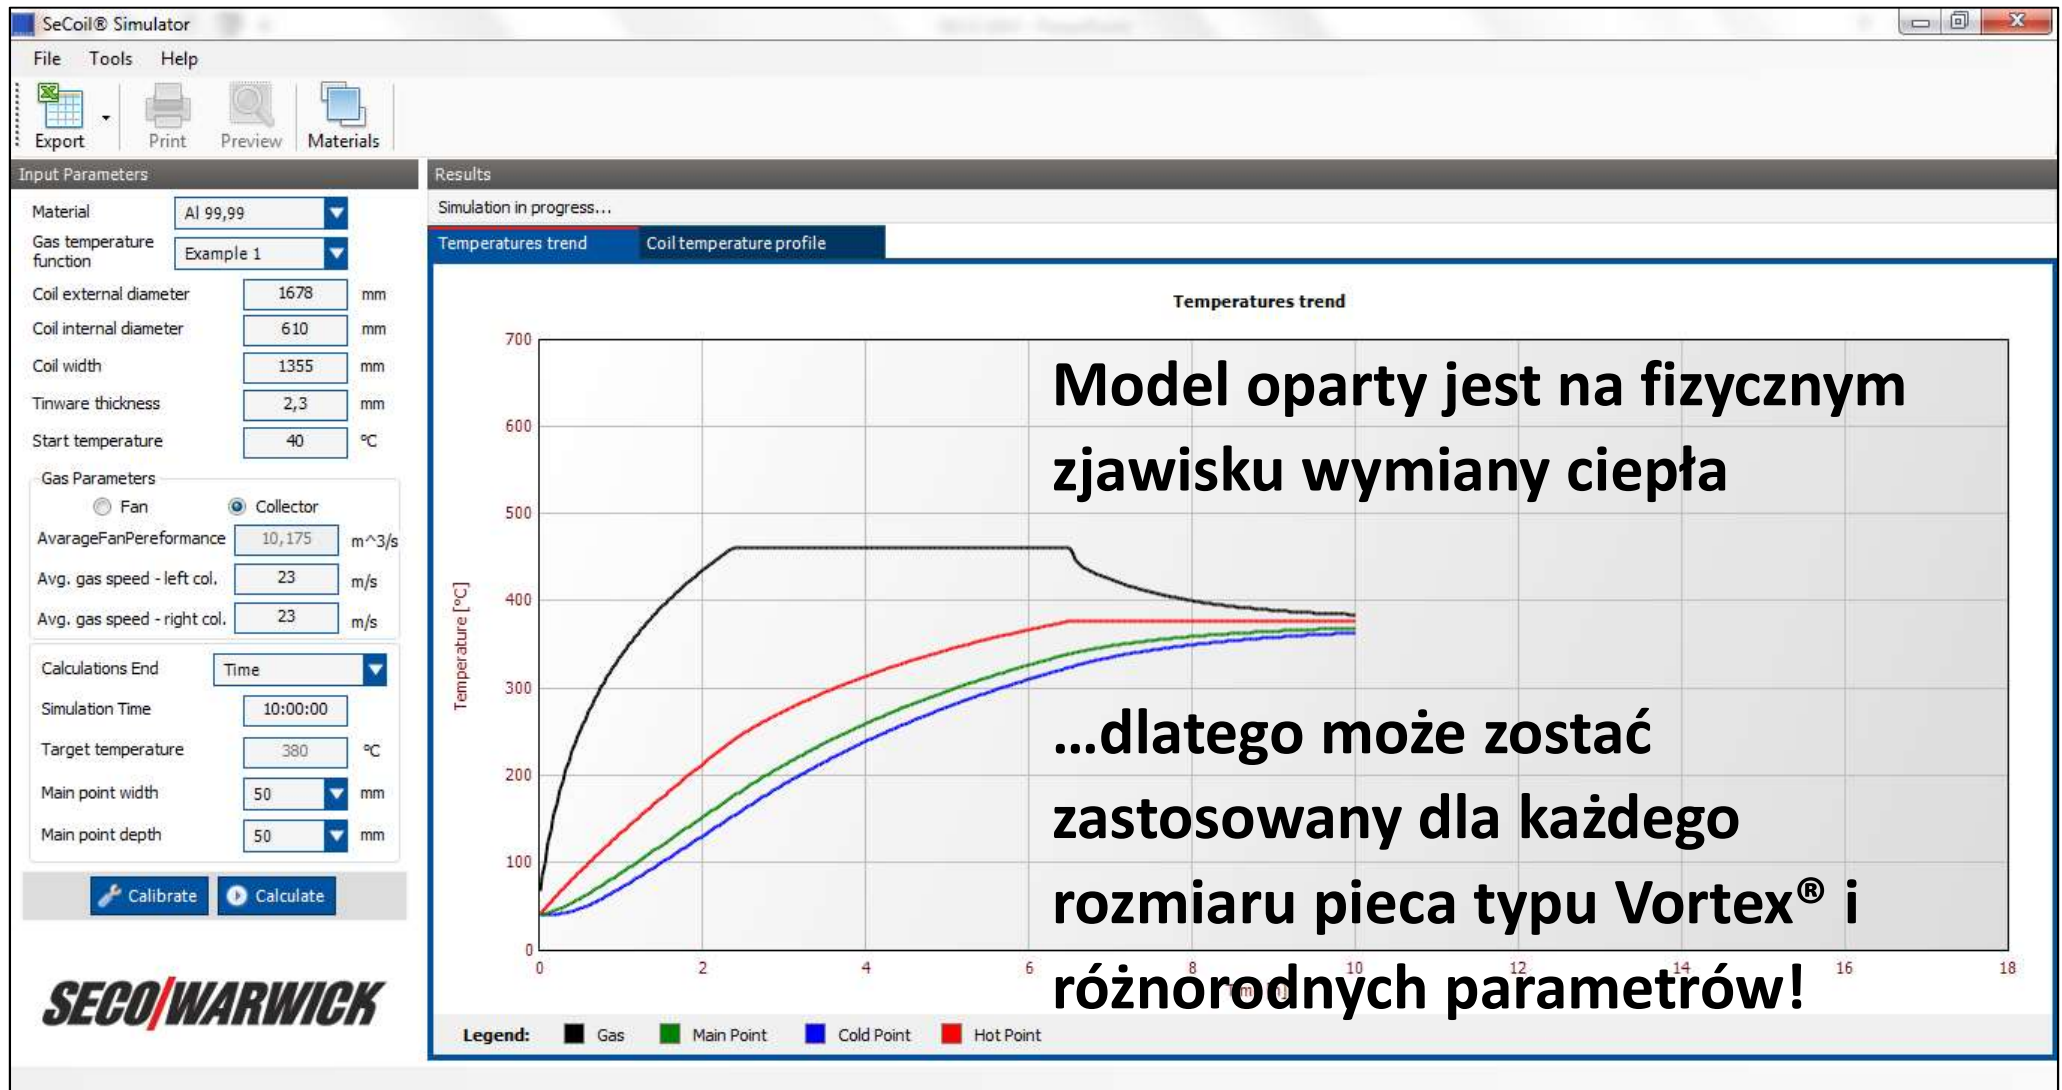 SeCoil® Simulator
File Tools Help
Export Print Preview Materials
Input Parameters
Material Al 99,99
Gas temperature
function
Example 1
Coil external diameter 1678 mm
Coil internal diameter 610 mm
Coil width 1355 mm
Tinware thickness 2,3 mm
Start temperature 40 °C
Gas Parameters
Fan Collector
AvarageFanPereformance 10,175 m^3/s
Avg. gas speed - left col. 23 m/s
Avg. gas speed - right col. 23 m/s
Calculations End Time
Simulation Time 10:00:00
Target temperature 380 °C
Main point width 50 mm
Main point depth 50 mm
Calibrate Calculate
SECO/WARWICK
Results
Simulation in progress...
Temperatures trend Coil temperature profile
Temperatures trend
Temperature [°C]
700
600
500
400
300
200
100
0
0 2 4 6 8 10 12 14 16 18
Model oparty jest na fizycznym
zjawisku wymiany ciepła
...dlatego może zostać
zastosowany dla każdego
rozmiaru pieca typu Vortex® i
różnorodnych parametrów!
Legend: Gas Main Point Cold Point Hot Point